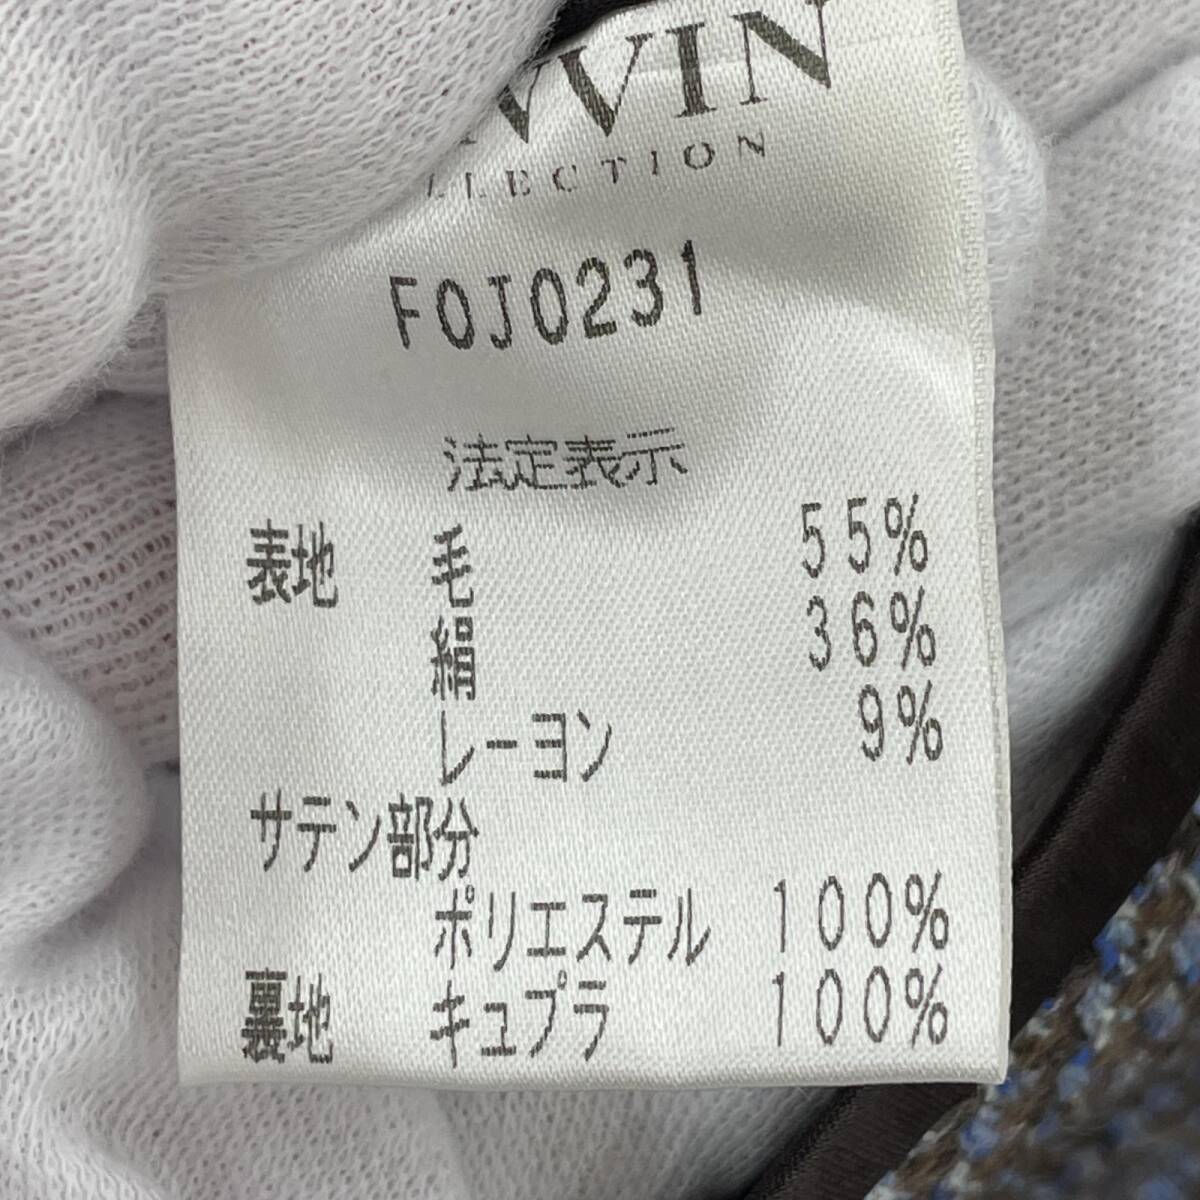 LLECTION
FOJ0231
法定表示
表地 毛 55%
絹 36%
レーヨン 9%
サテン部分
ポリエステル 100%
裏地 キュプラ 100%